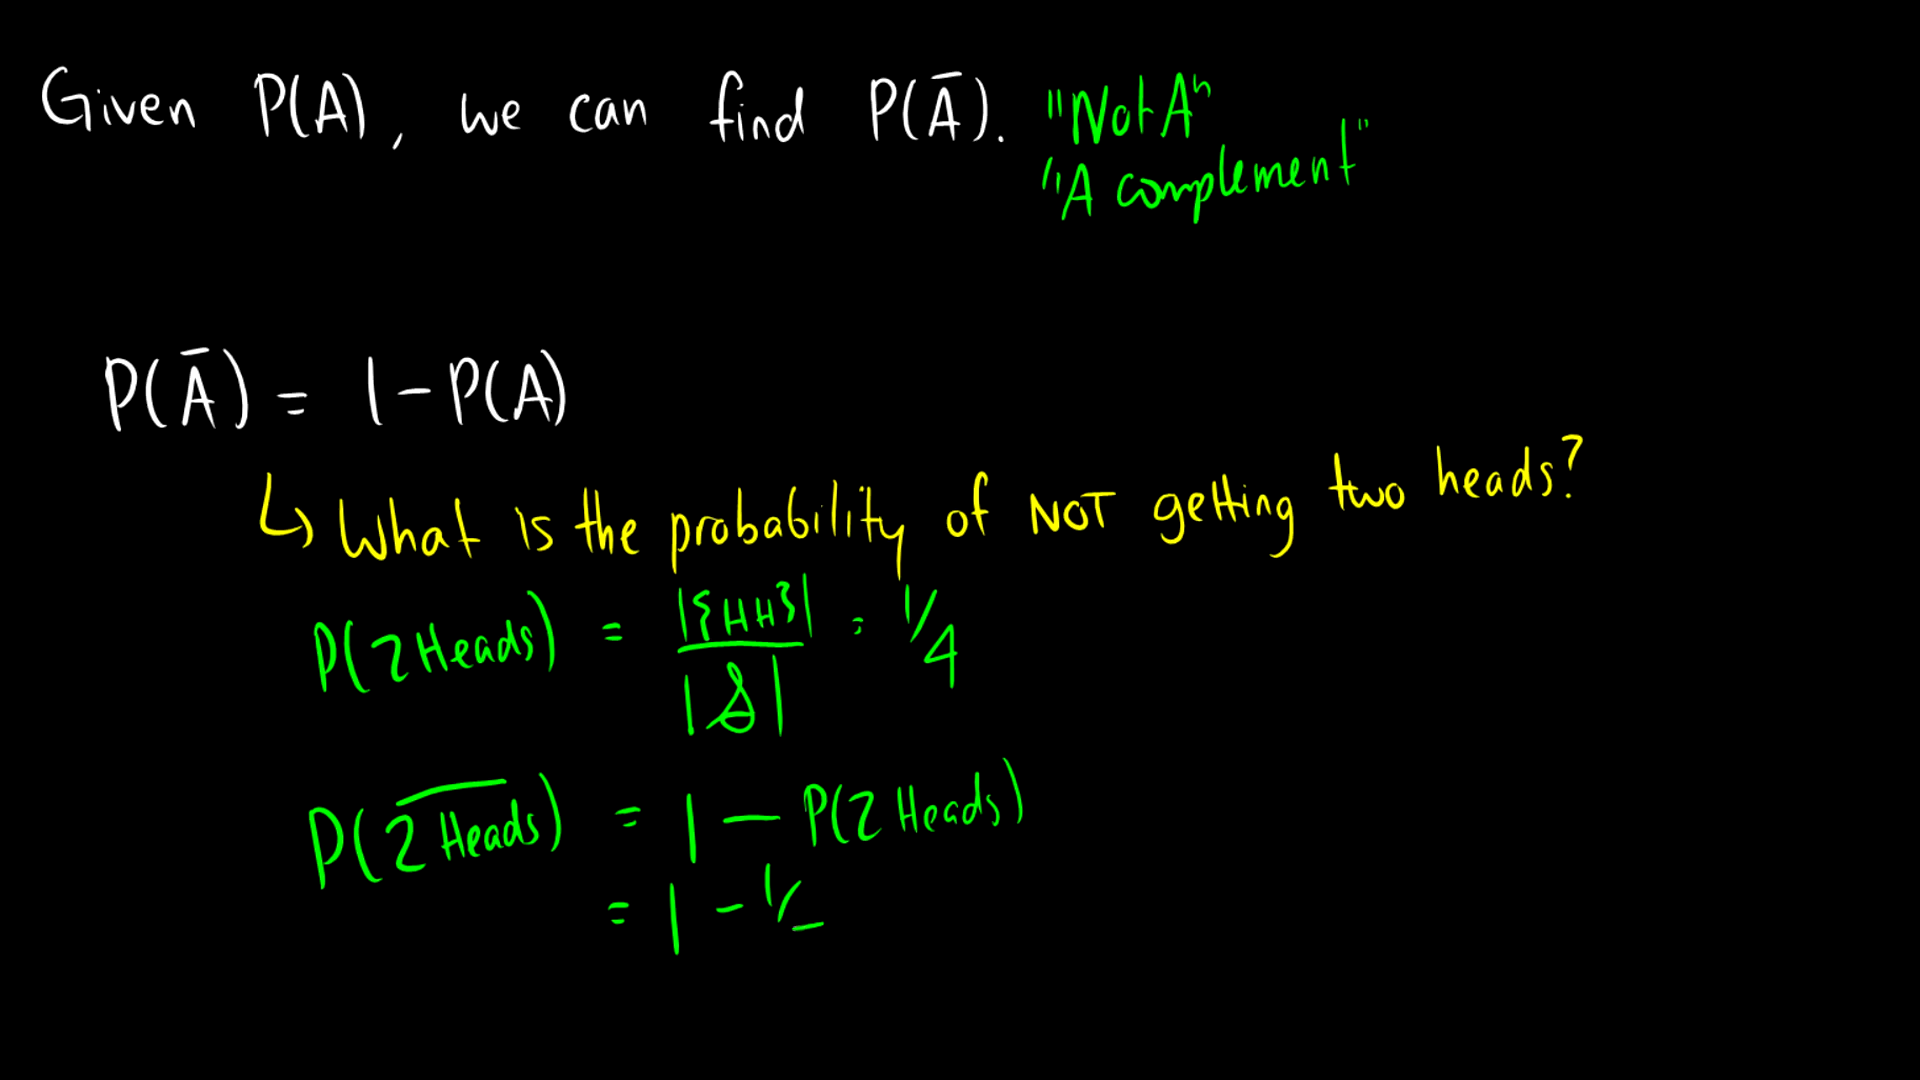 Given P(A), we can find P(Ā). "Not A"
"A complement"
P(Ā) = 1 - P(A)
↳ What is the probability of NOT getting two heads?
P(2 Heads) = |{HH}| / |S| = 1/4
P(2 Heads) = 1 - P(2 Heads)
= 1 - 1/